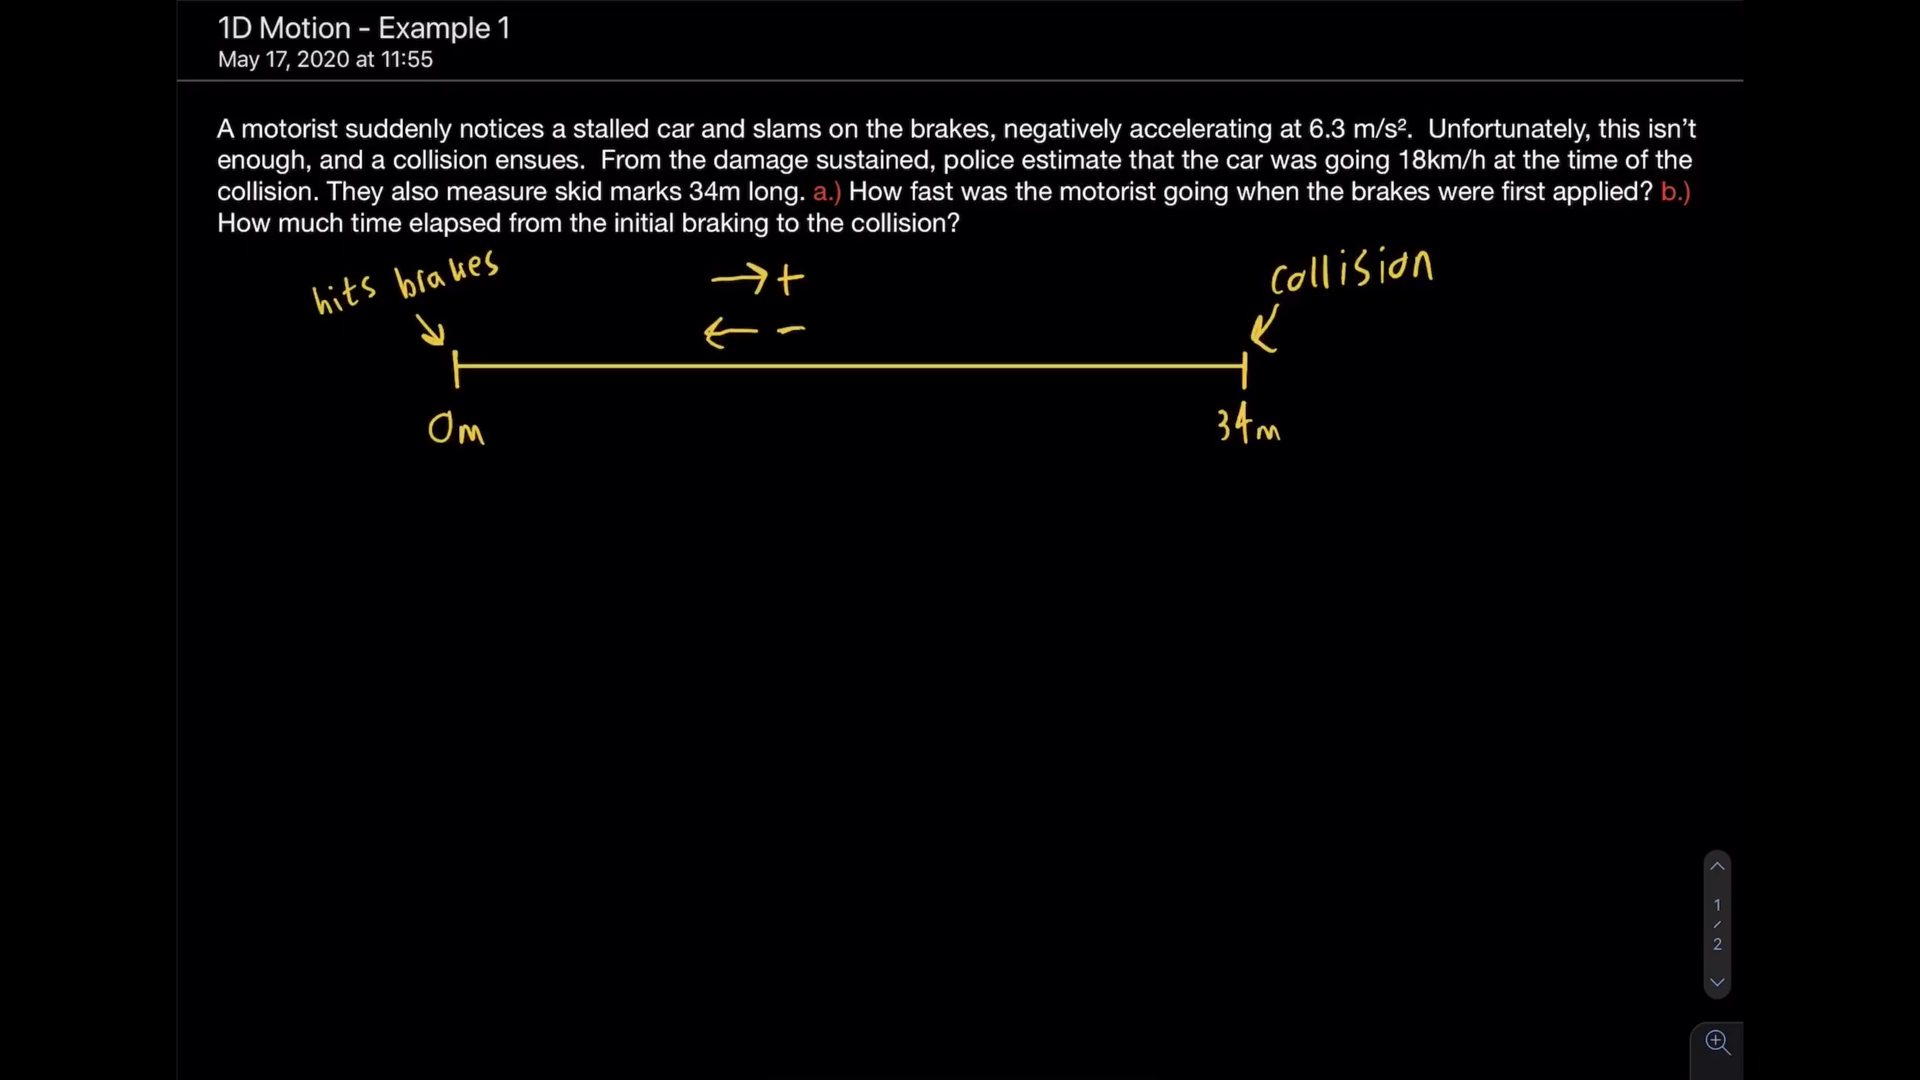 1D Motion - Example 1
May 17, 2020 at 11:55
A motorist suddenly notices a stalled car and slams on the brakes, negatively accelerating at 6.3 m/s².  Unfortunately, this isn’t
enough, and a collision ensues.  From the damage sustained, police estimate that the car was going 18km/h at the time of the
collision. They also measure skid marks 34m long. a.) How fast was the motorist going when the brakes were first applied? b.)
How much time elapsed from the initial braking to the collision?
hits brakes
→ +
collision
← -
0m
34m
1
/
2